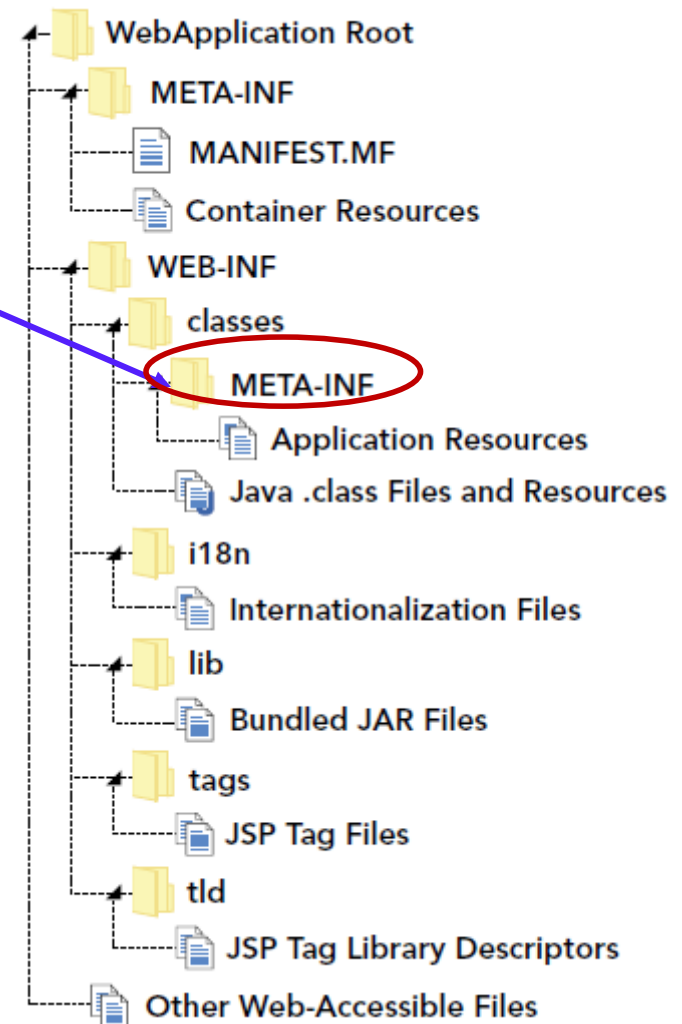 WebApplication Root
META-INF
MANIFEST.MF
Container Resources
WEB-INF
classes
META-INF
Application Resources
Java .class Files and Resources
i18n
Internationalization Files
lib
Bundled JAR Files
tags
JSP Tag Files
tld
JSP Tag Library Descriptors
Other Web-Accessible Files